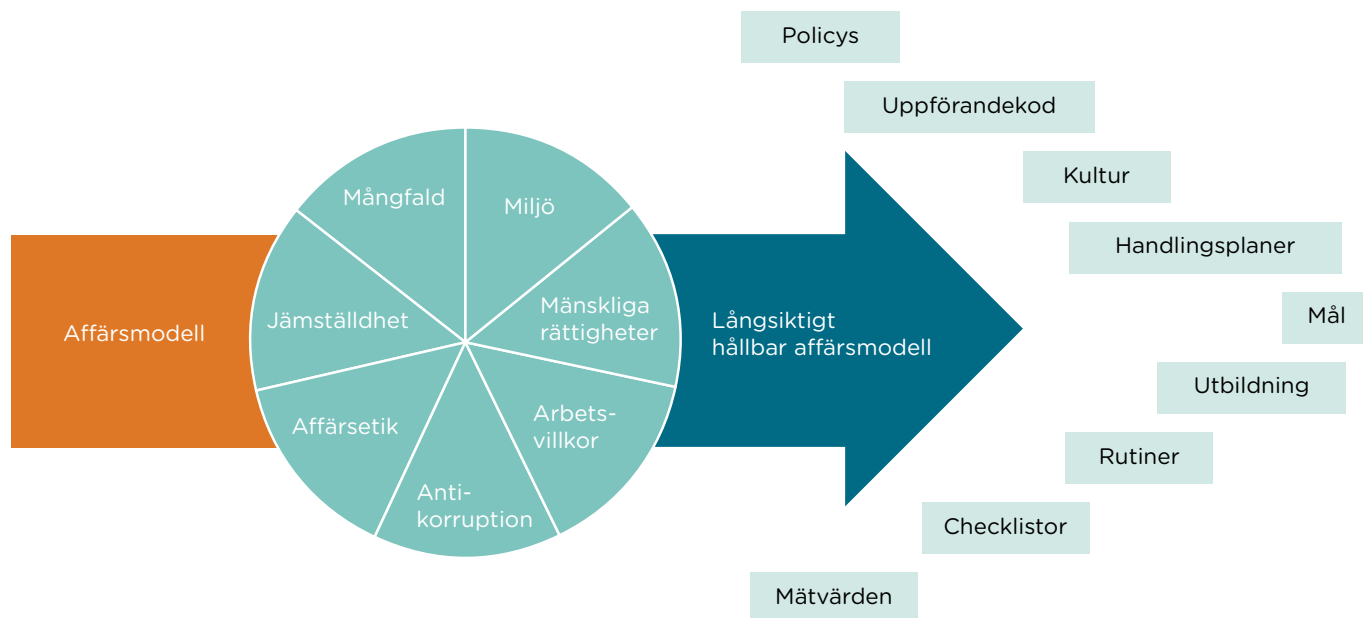 Affärsmodell
Mångfald
Miljö
Jämställdhet
Mänskliga
rättigheter
Affärsetik
Arbets-
villkor
Anti-
korruption
Långsiktigt
hållbar affärsmodell
Policys
Uppförandekod
Kultur
Handlingsplaner
Mål
Utbildning
Rutiner
Checklistor
Mätvärden